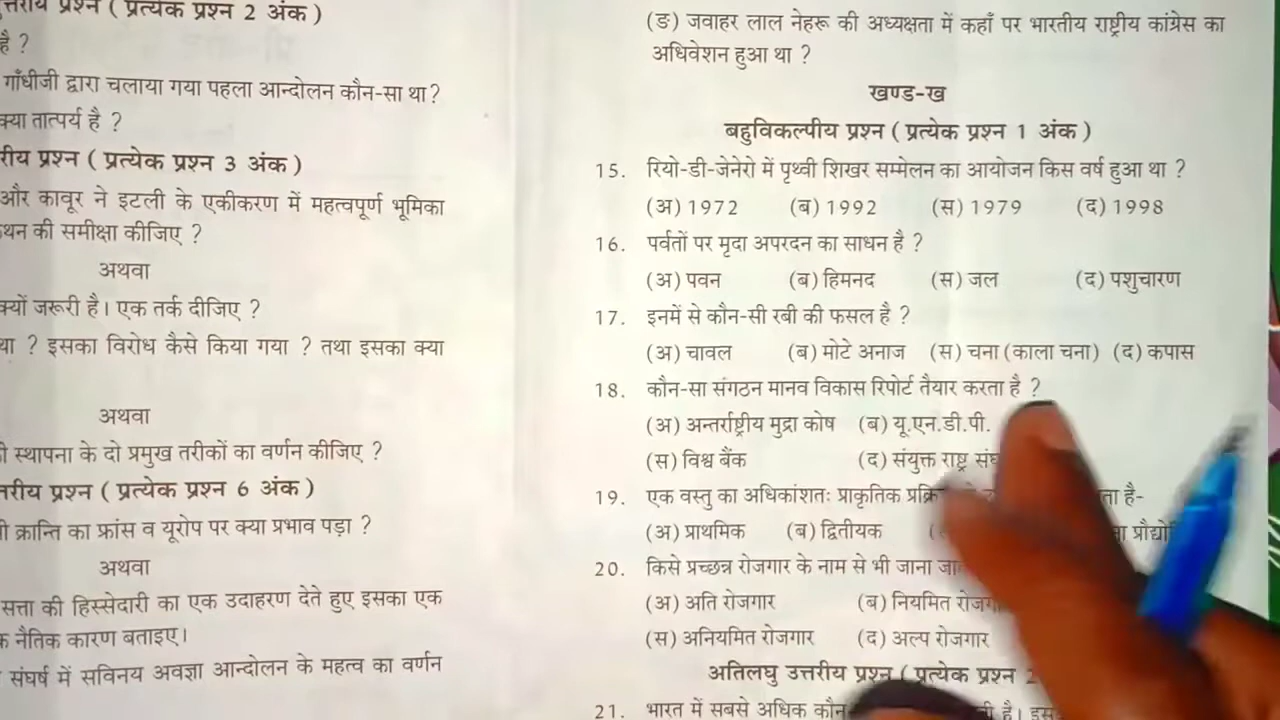 त्तरीय प्रश्न ( प्रत्येक प्रश्न 2 अंक )
है ?
गाँधीजी द्वारा चलाया गया पहला आन्दोलन कौन-सा था?
क्या तात्पर्य है ?
रीय प्रश्न ( प्रत्येक प्रश्न 3 अंक )
और कावूर ने इटली के एकीकरण में महत्वपूर्ण भूमिका
थन की समीक्षा कीजिए ?
अथवा
क्यों जरूरी है। एक तर्क दीजिए ?
था ? इसका विरोध कैसे किया गया ? तथा इसका क्या
अथवा
स्थापना के दो प्रमुख तरीकों का वर्णन कीजिए ?
तरीय प्रश्न ( प्रत्येक प्रश्न 6 अंक )
क्रान्ति का फ्रांस व यूरोप पर क्या प्रभाव पड़ा ?
अथवा
सत्ता की हिस्सेदारी का एक उदाहरण देते हुए इसका एक
क नैतिक कारण बताइए।
संघर्ष में सविनय अवज्ञा आन्दोलन के महत्व का वर्णन
(ङ) जवाहर लाल नेहरू की अध्यक्षता में कहाँ पर भारतीय राष्ट्रीय कांग्रेस का
अधिवेशन हुआ था ?
खण्ड-ख
बहुविकल्पीय प्रश्न ( प्रत्येक प्रश्न 1 अंक )
15. रियो-डी-जेनेरो में पृथ्वी शिखर सम्मेलन का आयोजन किस वर्ष हुआ था ?
(अ) 1972 (ब) 1992 (स) 1979 (द) 1998
16. पर्वतों पर मृदा अपरदन का साधन है ?
(अ) पवन (ब) हिमनद (स) जल (द) पशुचारण
17. इनमें से कौन-सी रबी की फसल है ?
(अ) चावल (ब) मोटे अनाज (स) चना (काला चना) (द) कपास
18. कौन-सा संगठन मानव विकास रिपोर्ट तैयार करता है ?
(अ) अन्तर्राष्ट्रीय मुद्रा कोष (ब) यू.एन.डी.पी.
(स) विश्व बैंक (द) संयुक्त राष्ट्र संघ
19. एक वस्तु का अधिकांशतः प्राकृतिक है-
(अ) प्राथमिक (ब) द्वितीयक
20. किसे प्रच्छन्न रोजगार के नाम से भी जाना
(अ) अति रोजगार (ब) नियमित
(स) अनियमित रोजगार (द) अल्प रोजगार
अतिलघु उत्तरीय प्रश्न ( प्रत्येक प्रश्न 2
21. भारत में सबसे अधिक है।